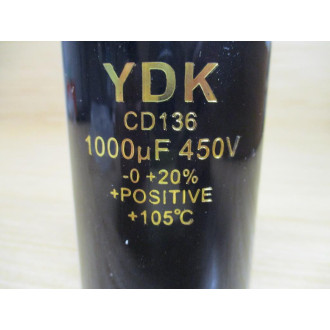 YDK
CD136
1000µF 450V
-0 +20%
+POSITIVE
+105°C